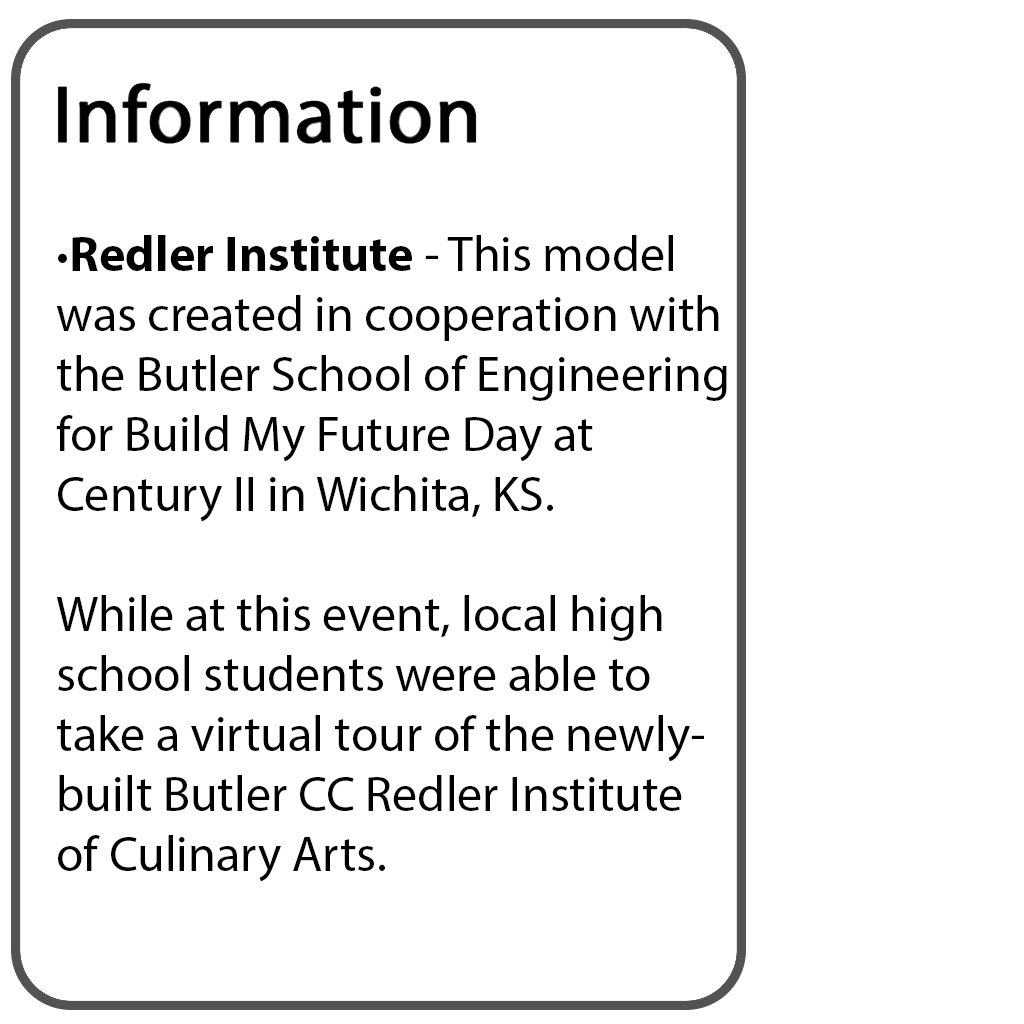 Information
•Redler Institute - This model
was created in cooperation with
the Butler School of Engineering
for Build My Future Day at
Century II in Wichita, KS.
While at this event, local high
school students were able to
take a virtual tour of the newly-
built Butler CC Redler Institute
of Culinary Arts.